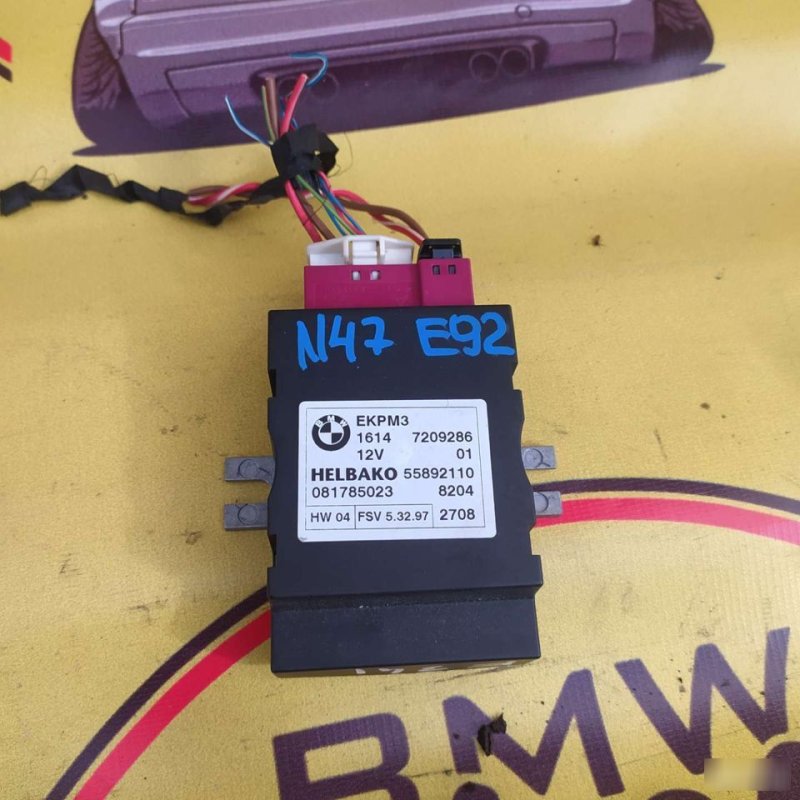 N47 E92
BMW
EKPM3
1614 7209286
12V 01
HELBAKO 55892110
081785023 8204
HW 04 FSV 5.32.97 2708
BMW